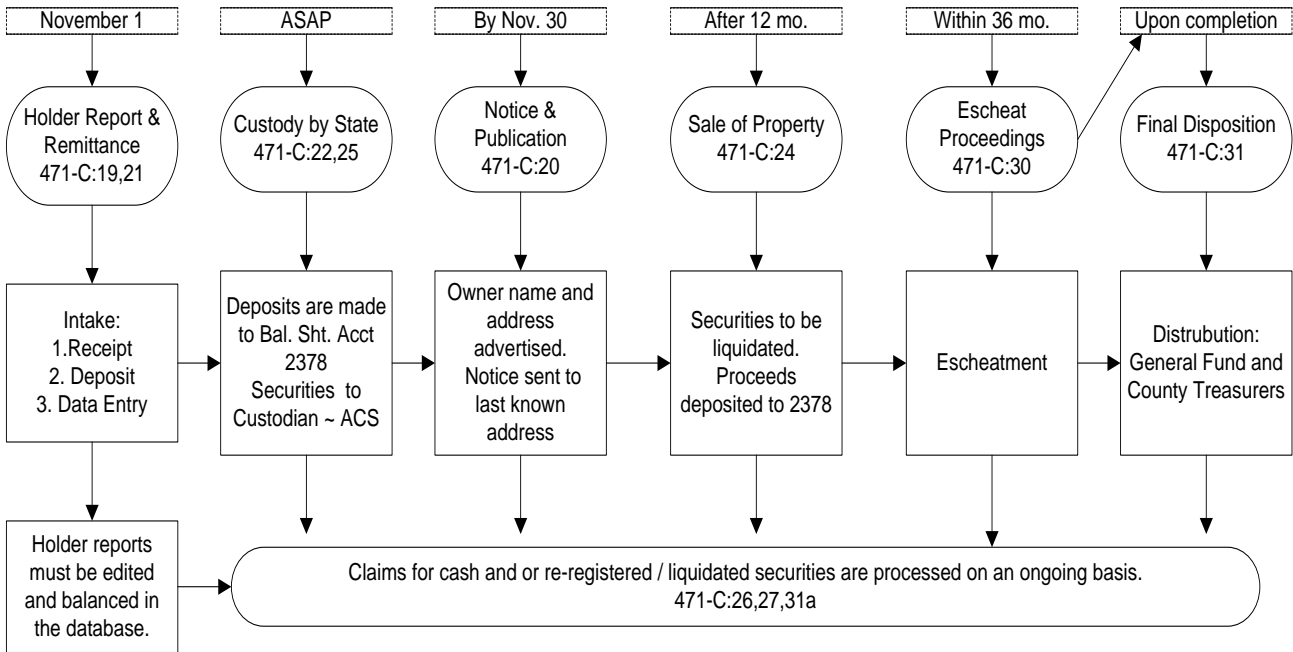 November 1
ASAP
By Nov. 30
After 12 mo.
Within 36 mo.
Upon completion
Holder Report &
Remittance
471-C:19,21
Custody by State
471-C:22,25
Notice &
Publication
471-C:20
Sale of Property
471-C:24
Escheat
Proceedings
471-C:30
Final Disposition
471-C:31
Intake:
1.Receipt
2. Deposit
3. Data Entry
Deposits are made
to Bal. Sht. Acct
2378
Securities to
Custodian ~ ACS
Owner name and
address
advertised.
Notice sent to
last known
address
Securities to be
liquidated.
Proceeds
deposited to 2378
Escheatment
Distrubution:
General Fund and
County Treasurers
Holder reports
must be edited
and balanced in
the database.
Claims for cash and or re-registered / liquidated securities are processed on an ongoing basis.
471-C:26,27,31a